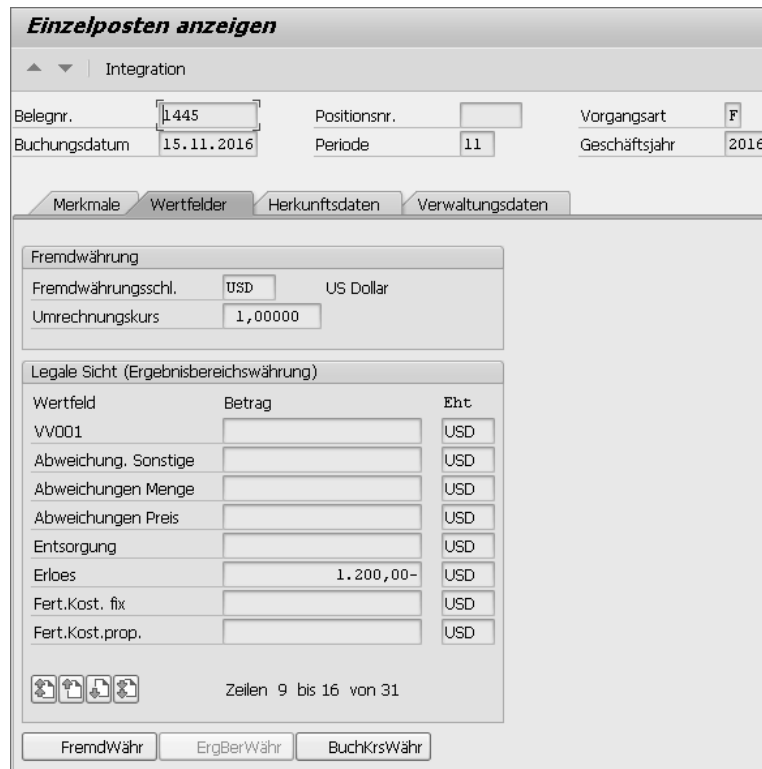 Einzelposten anzeigen
Integration
Belegnr. 1445 Positionsnr. Vorgangsart F
Buchungsdatum 15.11.2016 Periode 11 Geschäftsjahr 2016
Merkmale Wertfelder Herkunftsdaten Verwaltungsdaten
Fremdwährung
Fremdwährungsschl. USD US Dollar
Umrechnungskurs 1,00000
Legale Sicht (Ergebnisbereichswährung)
Wertfeld Betrag Eht
VV001 USD
Abweichung. Sonstige USD
Abweichungen Menge USD
Abweichungen Preis USD
Entsorgung USD
Erloes 1.200,00- USD
Fert.Kost. fix USD
Fert.Kost.prop. USD
Zeilen 9 bis 16 von 31
FremdWähr ErgBerWähr BuchKrsWähr